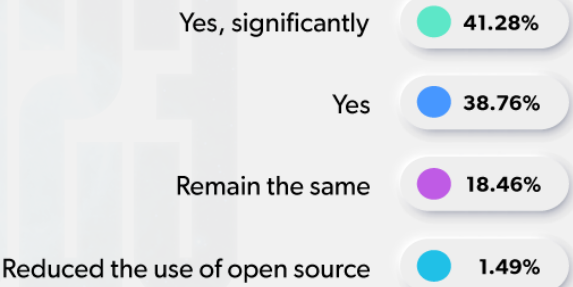 Yes, significantly 41.28%
Yes 38.76%
Remain the same 18.46%
Reduced the use of open source 1.49%